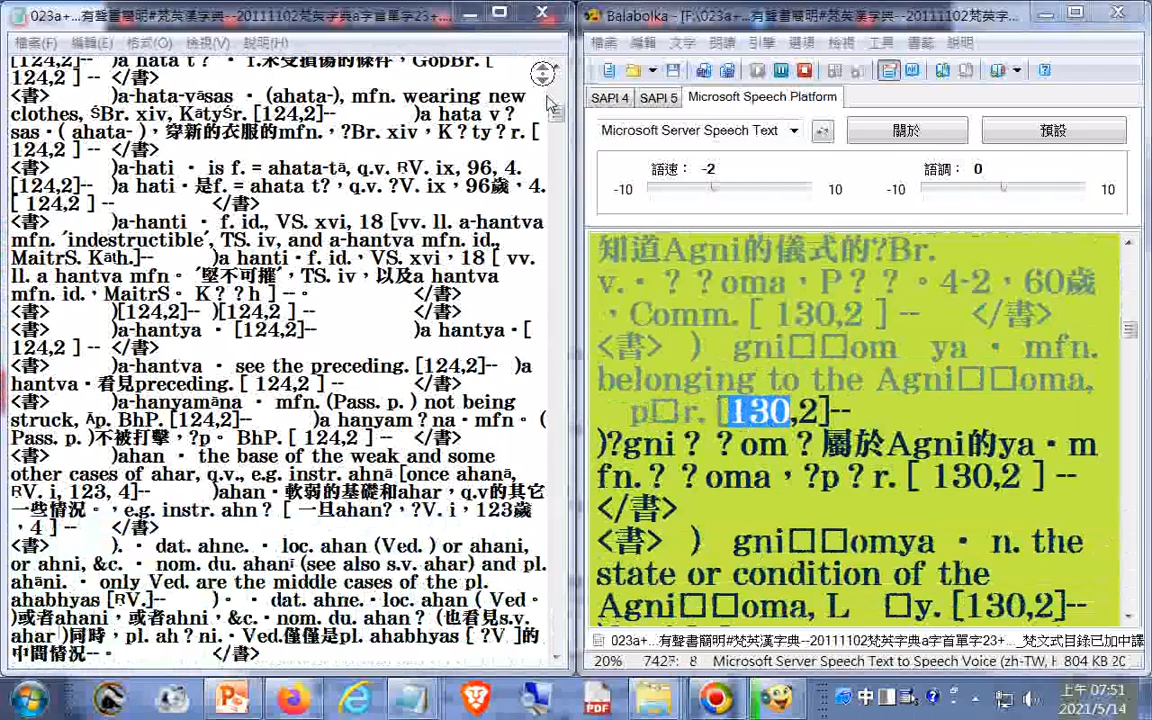 023a+...有聲書簡明#梵英漢字典--20111102梵英字典a字首單字23+...
檔案(F) 編輯(E) 格式(O) 檢視(V) 說明(H)
[124,2]-- )a hata t? ‧ f.未受損傷的條件，GopBr. [
124,2] -- </書>
<書> )a-hata-vāsas ‧ (ahata-), mfn. wearing new
clothes, ŚBr. xiv, KātyŚr. [124,2]-- )a hata v?
sas‧( ahata- )，穿新的衣服的mfn.，?Br. xiv，K?ty?r. [
124,2] -- </書>
<書> )a-hati ‧ is f. = ahata-tā, q.v. RV. ix, 96, 4.
[124,2]-- )a hati‧是f. = ahata t?，q.v. ?V. ix，96歲，4.
[ 124,2 ] -- </書>
<書> )a-hanti ‧ f. id., VS. xvi, 18 [vv. ll. a-hantva
mfn. 'indestructible', TS. iv, and a-hantva mfn. id.,
MaitrS. Kāṭh.]-- )a hanti‧f. id.，VS. xvi，18 [ vv.
ll. a hantva mfn。 '堅不可摧'，TS. iv，以及a hantva
mfn. id.，MaitrS。 K??h ] --。 </書>
<書> )[124,2]-- )[124,2 ] -- </書>
<書> )a-hantya ‧ [124,2]-- )a hantya‧[
124,2] -- </書>
<書> )a-hantva ‧ see the preceding. [124,2]-- )a
hantva‧看見preceding. [ 124,2 ] -- </書>
<書> )a-hanyamāna ‧ mfn. (Pass. p. ) not being
struck, Āp. BhP. [124,2]-- )a hanyam?na‧mfn. (
Pass. p.)不被打擊，?p。 BhP. [ 124,2 ] -- </書>
<書> )ahan ‧ the base of the weak and some
other cases of ahar, q.v., e.g. instr. ahnā [once ahanā,
RV. i, 123, 4]-- )ahan‧軟弱的基礎和ahar，q.v的其它
一些情況。，e.g. instr. ahn? [ 一旦ahan?，?V. i，123歲
，4 ] -- </書>
<書> ). ‧ dat. ahne. ‧ loc. ahan (Ved. ) or ahani,
or ahni, &c. ‧ nom. du. ahanī (see also s.v. ahar) and pl.
ahāni. ‧ only Ved. are the middle cases of the pl.
ahabhyas [RV.]-- )。‧dat. ahne.‧loc. ahan ( Ved。
)或者ahani，或者ahni，&c.‧nom. du. ahan? (也看見s.v.
ahar )同時，pl. ah?ni.‧Ved.僅僅是pl. ahabhyas [ ?V ]的
中間情況--。 </書>
Balabolka - [F:\023a+...有聲書簡明#梵英漢字典--20111102梵英字...
檔案 編輯 文字 朗讀 引擎 選項 檢視 工具 書籤 說明
SAPI 4 SAPI 5 Microsoft Speech Platform
Microsoft Server Speech Text 關於 預設
語速： -2 語調： 0
-10 10 -10 10
知道Agni的儀式的?Br.
v.‧??oma，P??。4-2，60歲
，Comm. [ 130,2 ] -- </書>
<書> ) gni□□om ya ‧ mfn.
belonging to the Agni□□oma,
p□r. [130,2]--
)?gni??om?屬於Agni的ya‧m
fn.??oma，?p?r. [ 130,2 ] --
</書>
<書> ) gni□□omya ‧ n. the
state or condition of the
Agni□□oma, L □y. [130,2]--
023a+...有聲書簡明#梵英漢字典--20111102梵英字典a字首單字23+..._梵文式目錄已加中譯
20% 7427: 8 Microsoft Server Speech Text to Speech Voice (zh-TW, H 804 KB 20
中
上午 07:51
2021/5/14